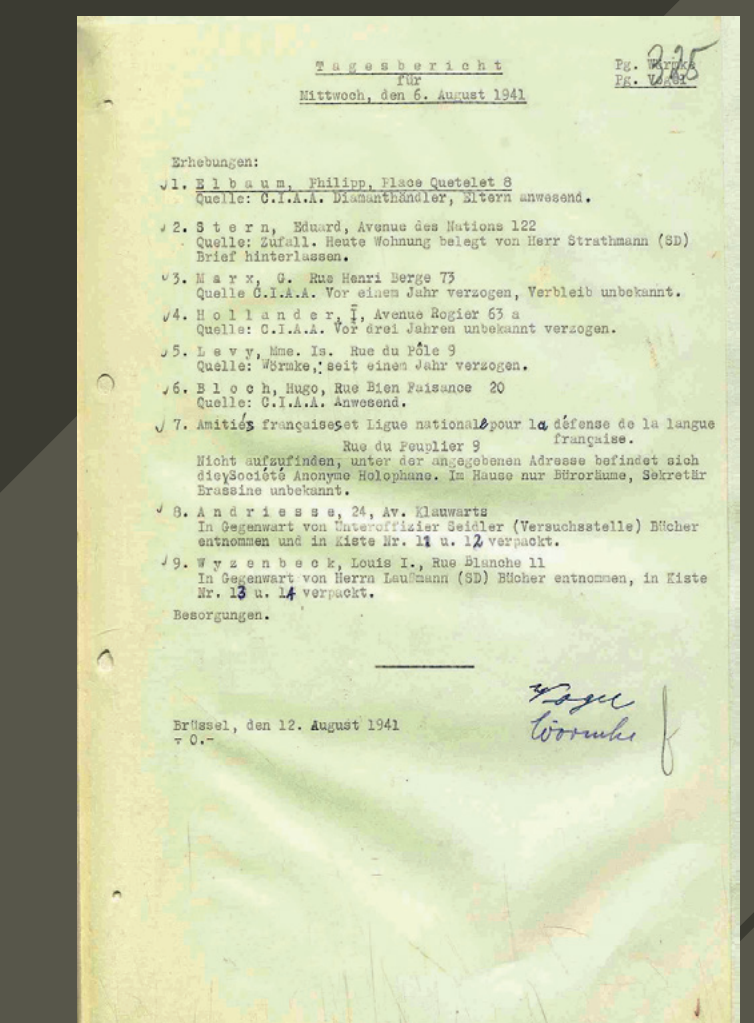 Tagesbericht
für
Mittwoch, den 6. August 1941
Pg. Wörmke
Pg. Vogel
325
Erhebungen:
1. Elbaum, Philipp, Place Quetelet 8
Quelle: C.I.A.A. Diamanthändler, Eltern anwesend.
2. Stern, Eduard, Avenue des Nations 122
Quelle: Zufall. Heute Wohnung belegt von Herr Strathmann (SD)
Brief hinterlassen.
3. Marx, G. Rue Henri Berge 73
Quelle C.I.A.A. Vor einem Jahr verzogen, Verbleib unbekannt.
4. Hollander, I, Avenue Rogier 63 a
Quelle: C.I.A.A. Vor drei Jahren unbekannt verzogen.
5. Levy, Mme. Is. Rue du Pôle 9
Quelle: Wörmke, seit einem Jahr verzogen.
6. Bloch, Hugo, Rue Bien Faisance 20
Quelle: C.I.A.A. Anwesend.
7. Amitiés françaises et Ligue nationale pour la défense de la langue
française.
Rue du Peuplier 9
Nicht aufzufinden, unter der angegebenen Adresse befindet sich
die Société Anonyme Holophane. Im Hause nur Büroräume, Sekretär
Erassine unbekannt.
8. Andriesse, 24, Av. Klauwarts
In Gegenwart von Unteroffizier Seidler (Versuchsstelle) Bücher
entnommen und in Kiste Nr. 11 u. 12 verpackt.
9. Wyzenbeck, Louis I., Rue Blanche 11
In Gegenwart von Herrn Laußmann (SD) Bücher entnommen, in Kiste
Nr. 13 u. 14 verpackt.
Besorgungen.
Vogel
Wörmke
Brüssel, den 12. August 1941
- O.-